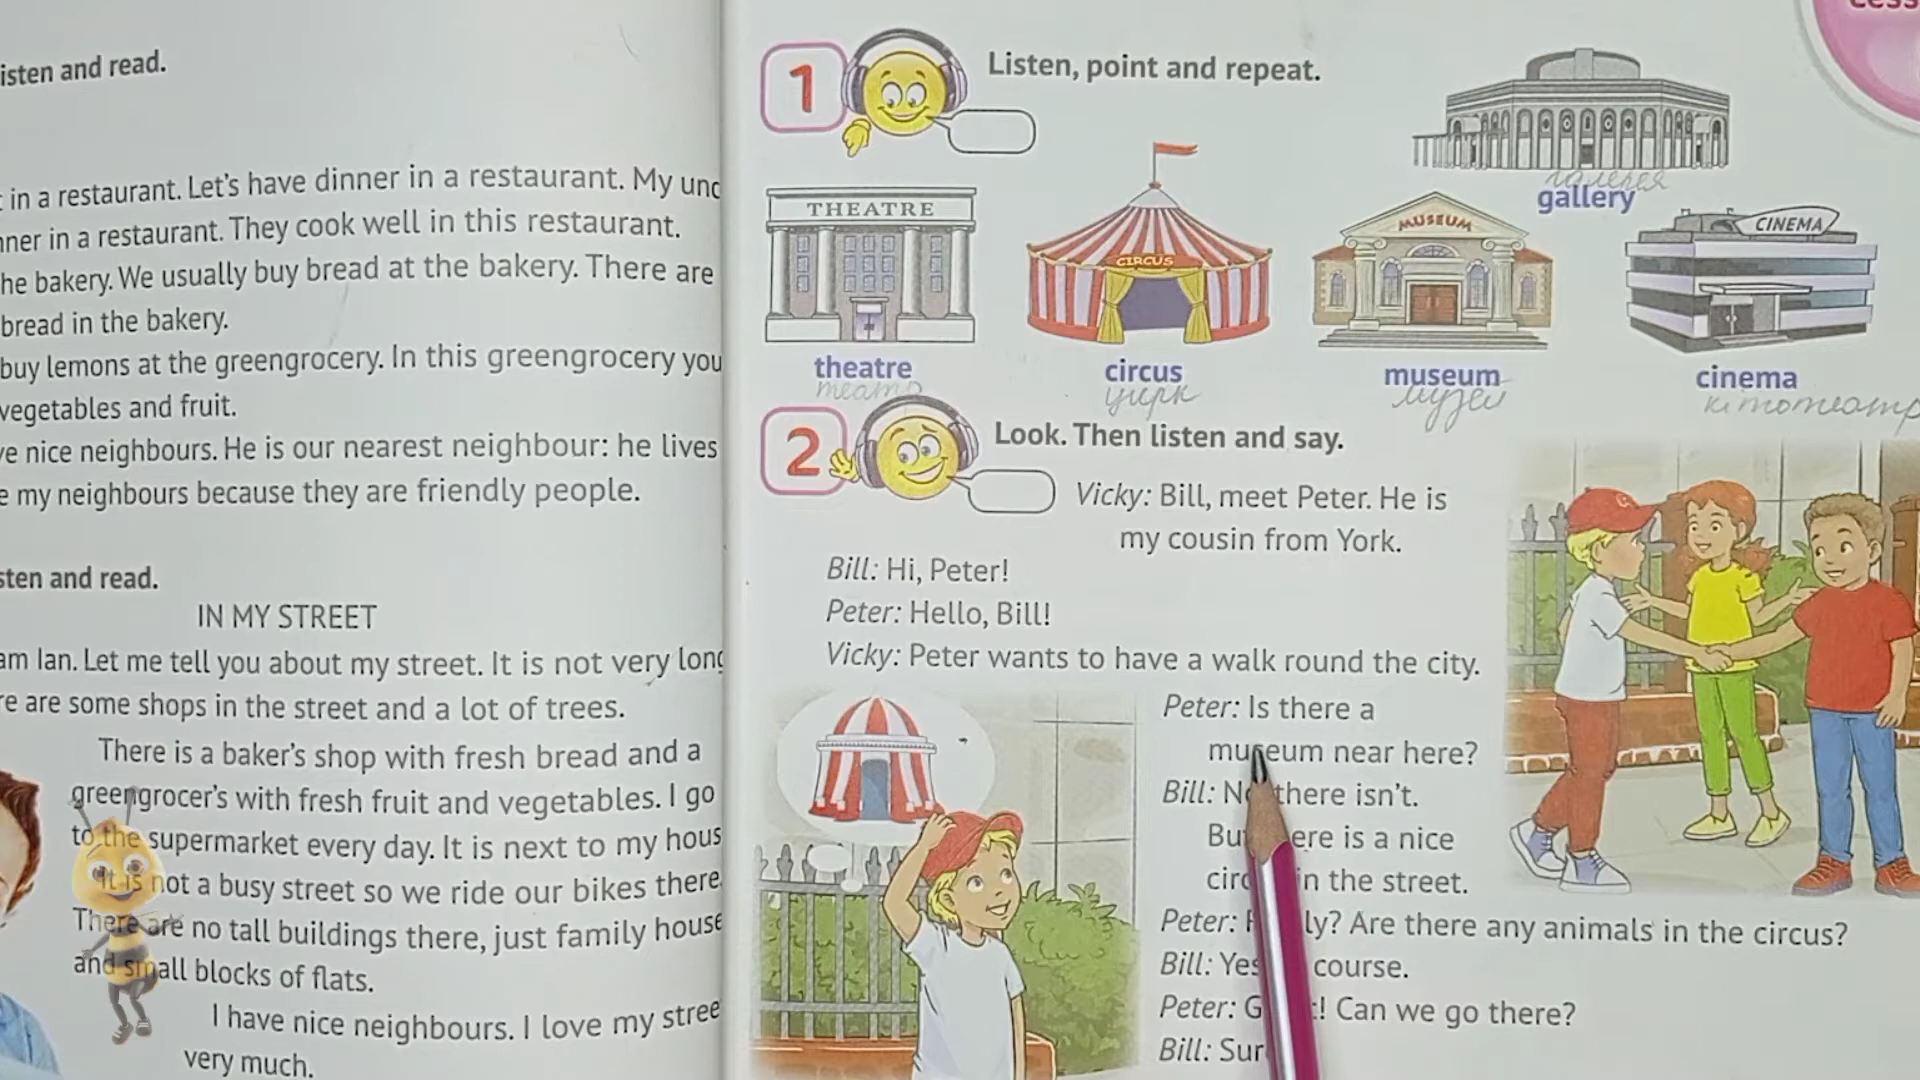 isten and read.
in a restaurant. Let's have dinner in a restaurant. My unc
nner in a restaurant. They cook well in this restaurant.
he bakery. We usually buy bread at the bakery. There are
bread in the bakery.
buy lemons at the greengrocery. In this greengrocery you
vegetables and fruit.
ve nice neighbours. He is our nearest neighbour: he lives
e my neighbours because they are friendly people.
sten and read.
IN MY STREET
am Ian. Let me tell you about my street. It is not very long
re are some shops in the street and a lot of trees.
There is a baker's shop with fresh bread and a
greengrocer's with fresh fruit and vegetables. I go
to the supermarket every day. It is next to my hous
It is not a busy street so we ride our bikes there.
There are no tall buildings there, just family house
and small blocks of flats.
I have nice neighbours. I love my stree
very much.
Less
1 Listen, point and repeat.
галерея
gallery
THEATRE
CIRCUS
MUSEUM
CINEMA
theatre circus museum cinema
театр цирк музей кінотеатр
2 Look. Then listen and say.
Vicky: Bill, meet Peter. He is
my cousin from York.
Bill: Hi, Peter!
Peter: Hello, Bill!
Vicky: Peter wants to have a walk round the city.
Peter: Is there a
museum near here?
Bill: No, there isn't.
But there is a nice
circ in the street.
Peter: ly? Are there any animals in the circus?
Bill: Yes course.
Peter: G t! Can we go there?
Bill: Sur